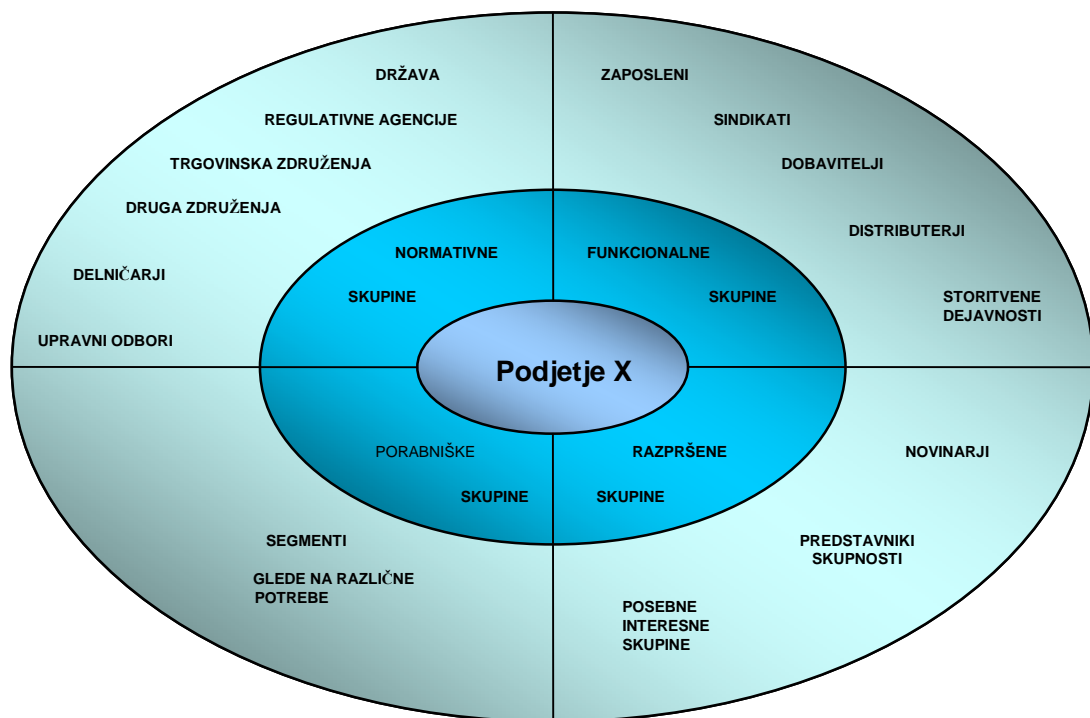 DRŽAVA
REGULATIVNE AGENCIJE
TRGOVINSKA ZDRUŽENJA
DRUGA ZDRUŽENJA
DELNIČARJI
UPRAVNI ODBORI
ZAPOSLENI
SINDIKATI
DOBAVITELJI
DISTRIBUTERJI
STORITVENE
DEJAVNOSTI
NORMATIVNE
SKUPINE
FUNKCIONALNE
SKUPINE
Podjetje X
PORABNIŠKE
SKUPINE
RAZPRŠENE
SKUPINE
SEGMENTI
GLEDE NA RAZLIČNE
POTREBE
NOVINARJI
PREDSTAVNIKI
SKUPNOSTI
POSEBNE
INTERESNE
SKUPINE